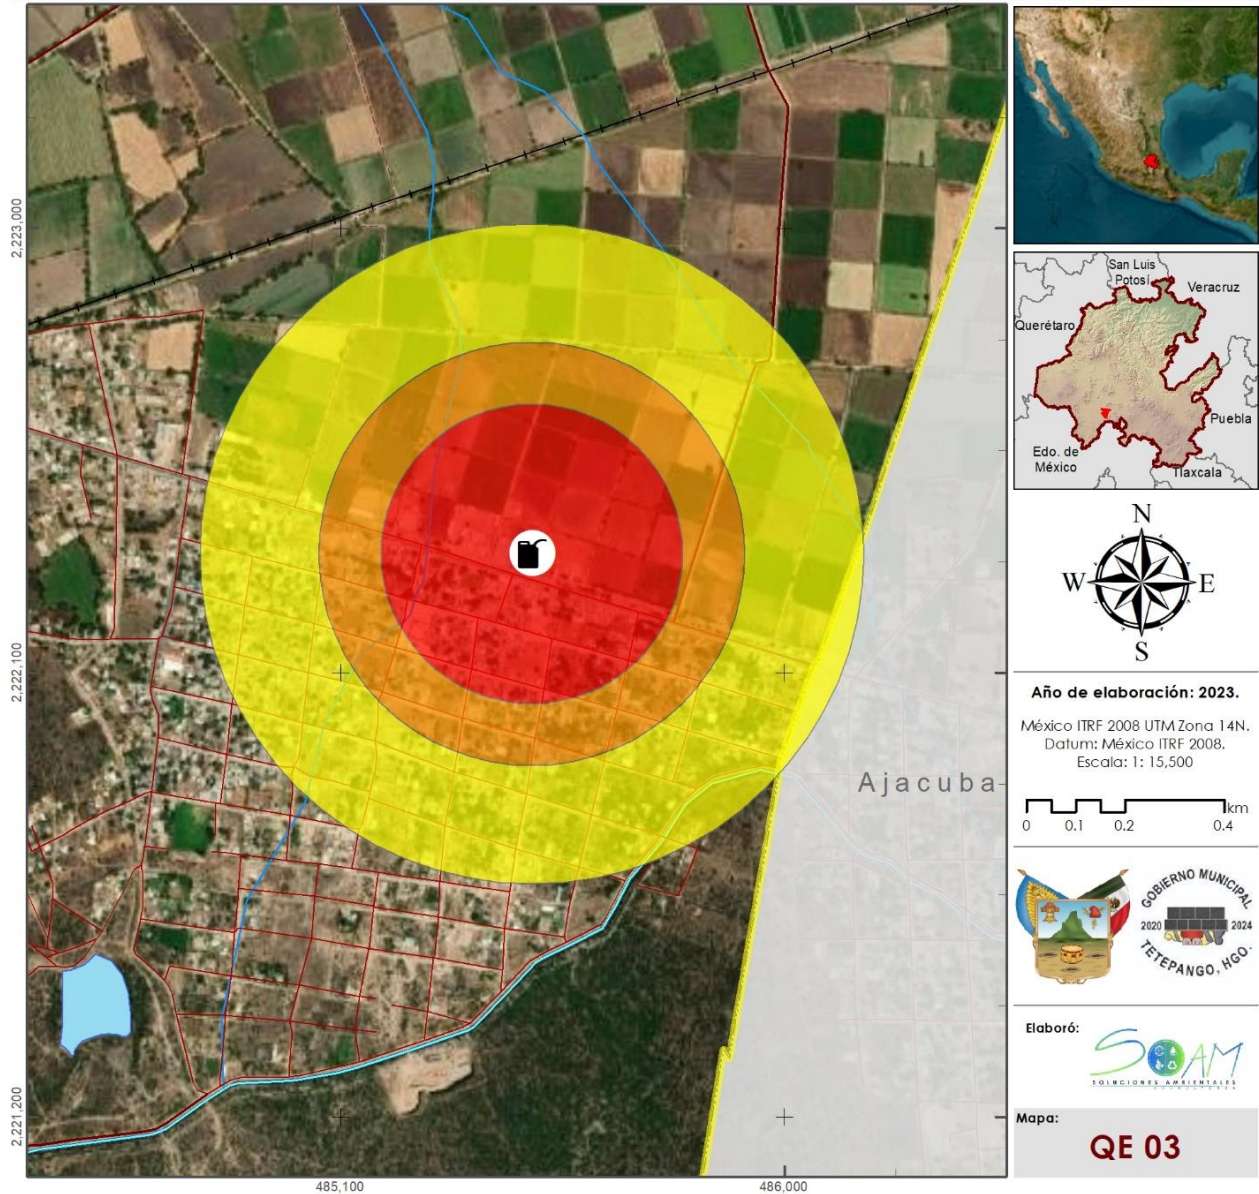 2,223,000
2,222,100
2,221,200
485,100
486,000
Ajacuba
San Luis
Potosí
Veracruz
Querétaro
Puebla
Edo. de
México
Tlaxcala
N
W
E
S
Año de elaboración: 2023.
México ITRF 2008 UTM Zona 14N.
Datum: México ITRF 2008.
Escala: 1: 15,500
km
0 0.1 0.2 0.4
GOBIERNO MUNICIPAL
2020 2024
TETEPANGO, HGO.
Elaboró:
SOAM
SOLUCIONES AMBIENTALES
Mapa:
QE 03